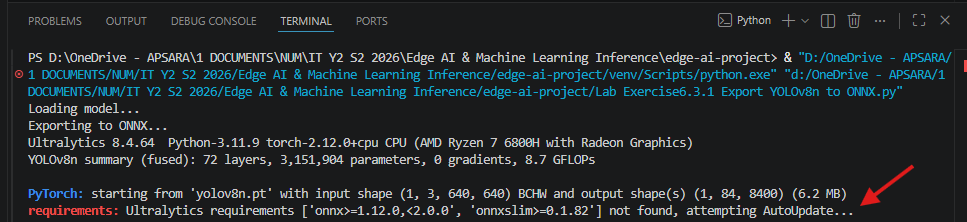 PROBLEMS OUTPUT DEBUG CONSOLE TERMINAL PORTS Python
PS D:\OneDrive - APSARA\1 DOCUMENTS\NUM\IT Y2 S2 2026\Edge AI & Machine Learning Inference\edge-ai-project> & "D:/OneDrive - APSARA/
1 DOCUMENTS/NUM/IT Y2 S2 2026/Edge AI & Machine Learning Inference/edge-ai-project/venv/Scripts/python.exe" "d:/OneDrive - APSARA/1
DOCUMENTS/NUM/IT Y2 S2 2026/Edge AI & Machine Learning Inference/edge-ai-project/Lab Exercise6.3.1 Export YOLOv8n to ONNX.py"
Loading model...
Exporting to ONNX...
Ultralytics 8.4.64 Python-3.11.9 torch-2.12.0+cpu CPU (AMD Ryzen 7 6800H with Radeon Graphics)
YOLOv8n summary (fused): 72 layers, 3,151,904 parameters, 0 gradients, 8.7 GFLOPs
PyTorch: starting from 'yolov8n.pt' with input shape (1, 3, 640, 640) BCHW and output shape(s) (1, 84, 8400) (6.2 MB)
requirements: Ultralytics requirements ['onnx>=1.12.0,<2.0.0', 'onnxslim>=0.1.82'] not found, attempting AutoUpdate...